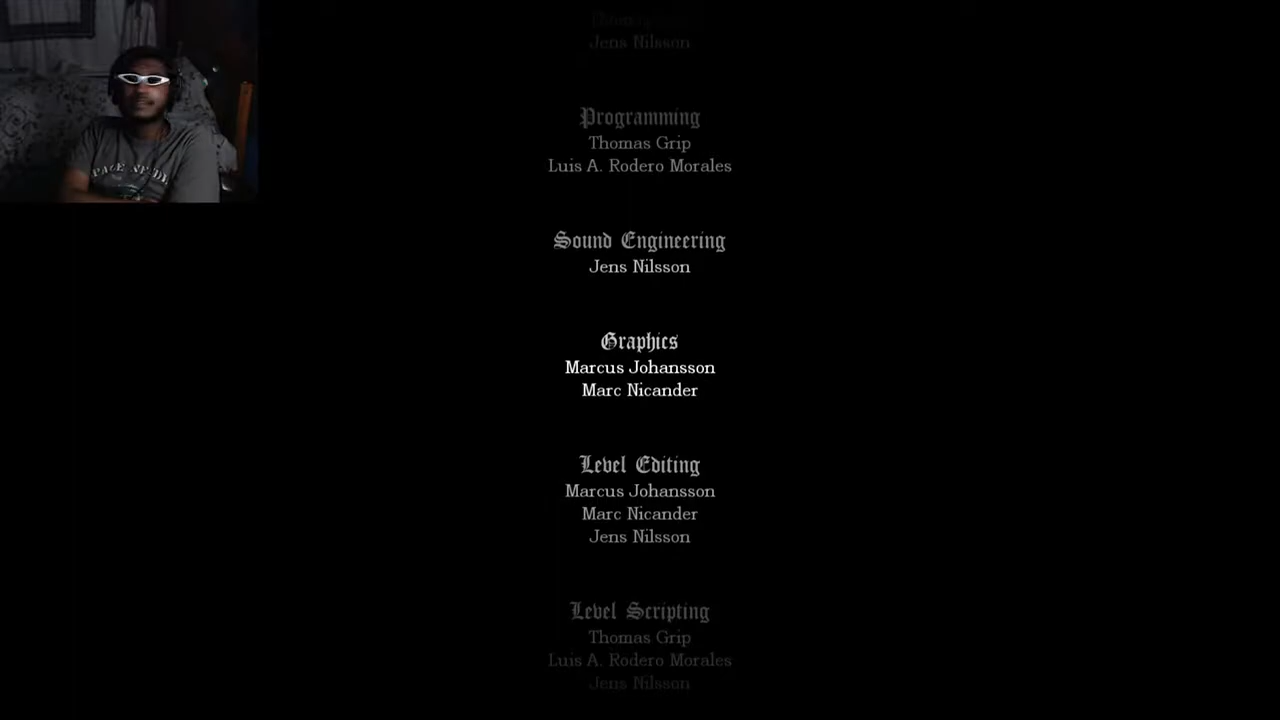 Jens Nilsson
Programming
Thomas Grip
Luis A. Rodero Morales
Sound Engineering
Jens Nilsson
Graphics
Marcus Johansson
Marc Nicander
Level Editing
Marcus Johansson
Marc Nicander
Jens Nilsson
Level Scripting
Thomas Grip
Luis A. Rodero Morales
Jens Nilsson